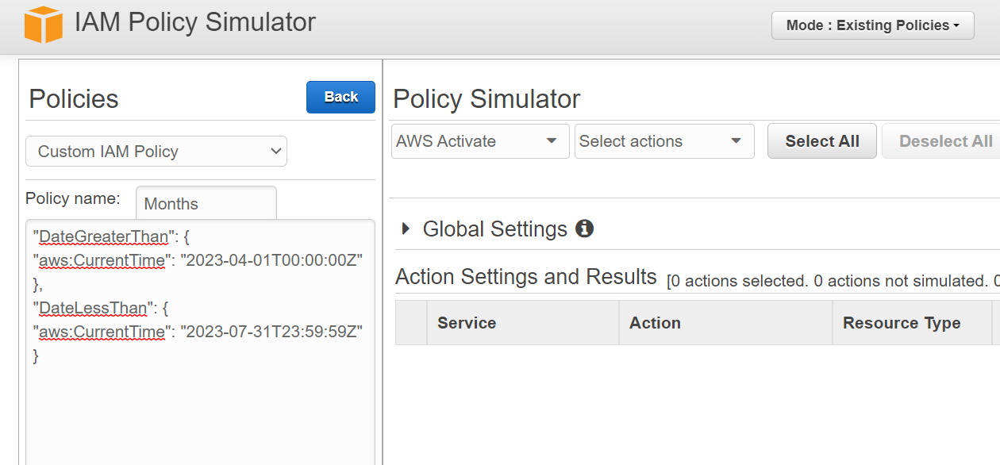 IAM Policy Simulator
Mode : Existing Policies
Policies
Back
Custom IAM Policy
Policy name:
Months
"DateGreaterThan": {
"aws:CurrentTime": "2023-04-01T00:00:00Z"
},
"DateLessThan": {
"aws:CurrentTime": "2023-07-31T23:59:59Z"
}
Policy Simulator
AWS Activate
Select actions
Select All
Deselect All
Global Settings
Action Settings and Results [0 actions selected. 0 actions not simulated. 0
Service Action Resource Type